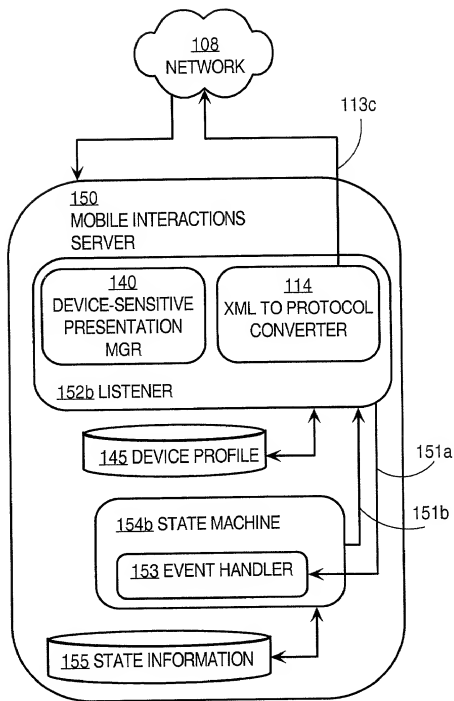 108
NETWORK
113c
150
MOBILE INTERACTIONS
SERVER
140
DEVICE-SENSITIVE
PRESENTATION
MGR
114
XML TO PROTOCOL
CONVERTER
152b LISTENER
145 DEVICE PROFILE
151a
151b
154b STATE MACHINE
153 EVENT HANDLER
155 STATE INFORMATION